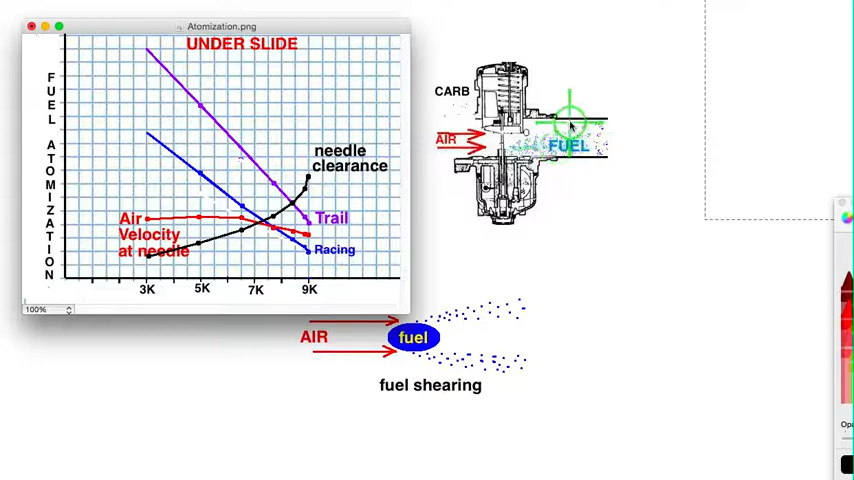 Atomization.png
UNDER SLIDE
FUEL ATOMIZATION
needle
clearance
Air
Velocity
at needle
Trail
Racing
3K 5K 7K 9K
100%
CARB
AIR
FUEL
AIR
fuel
fuel shearing
Opa